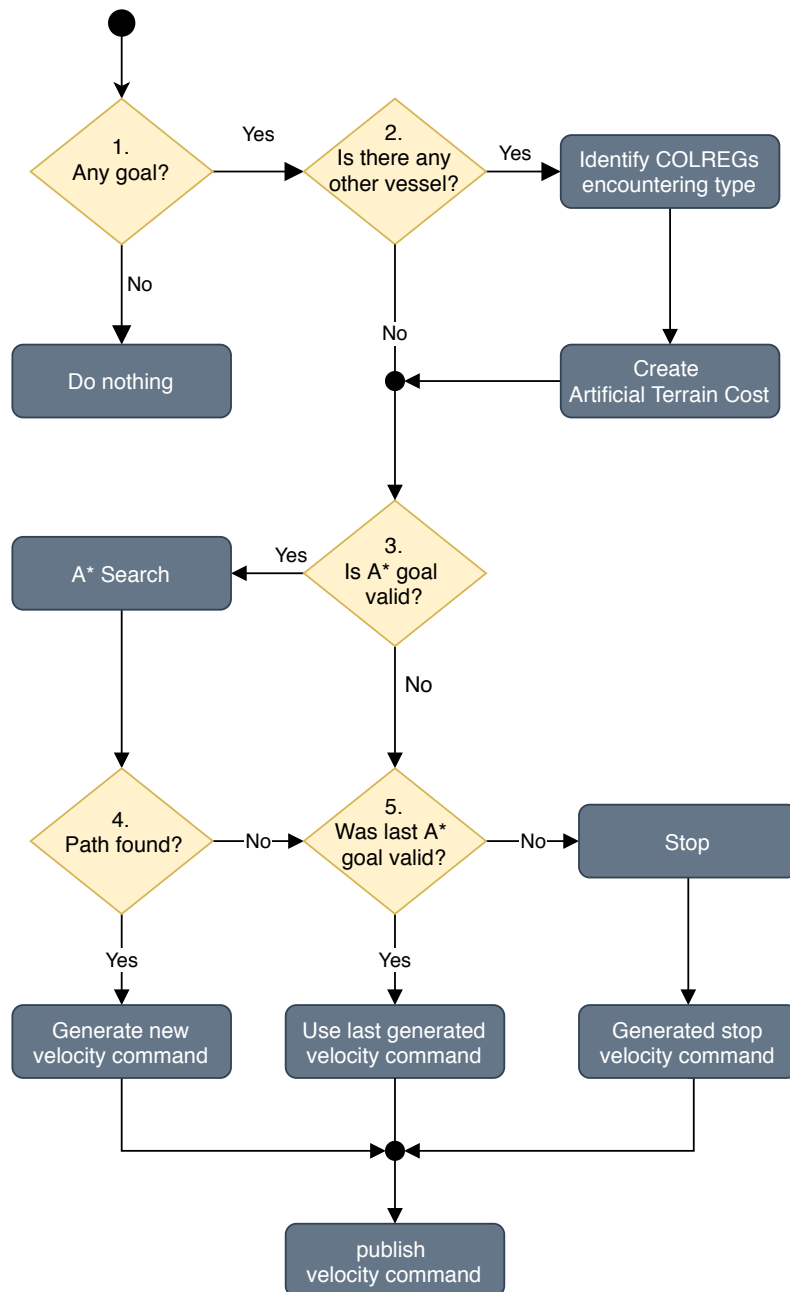 1.
Any goal?
Yes
2.
Is there any
other vessel?
Yes
Identify COLREGs
encountering type
No
Do nothing
No
Create
Artificial Terrain Cost
A* Search
Yes
3.
Is A* goal
valid?
No
4.
Path found?
No
5.
Was last A*
goal valid?
No
Stop
Yes
Yes
Generate new
velocity command
Use last generated
velocity command
Generated stop
velocity command
publish
velocity command